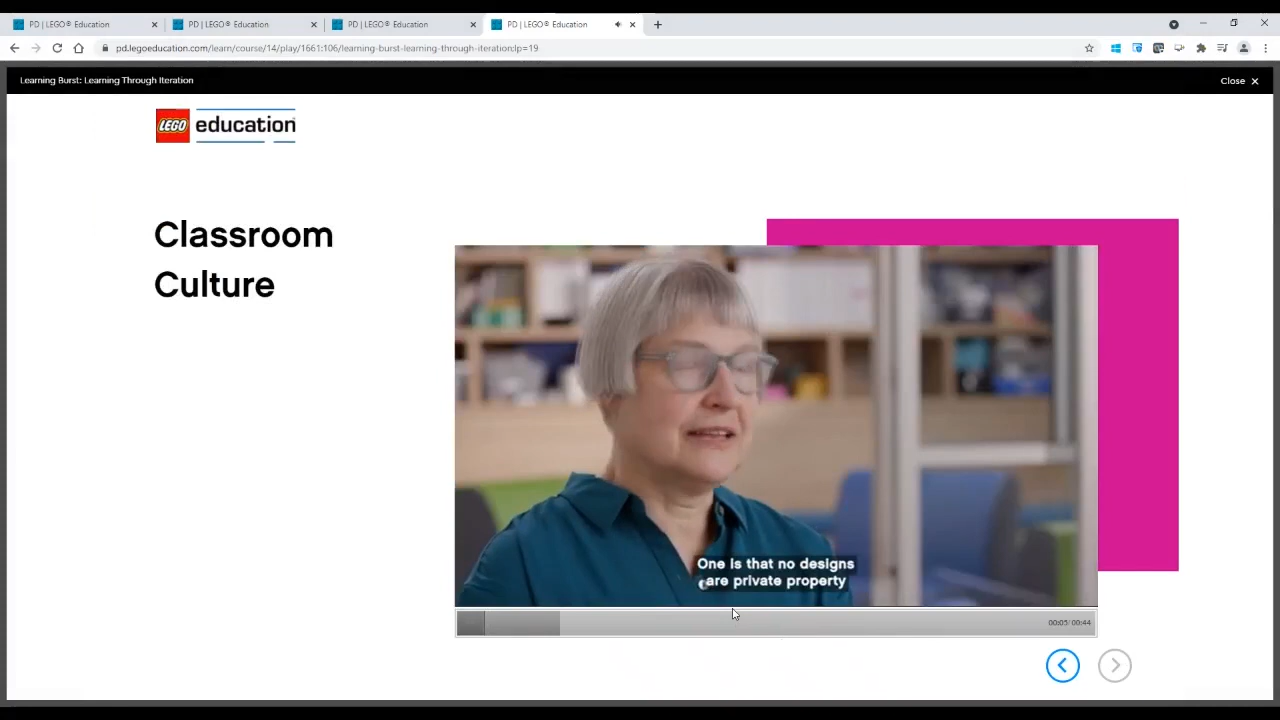 PD | LEGO® Education
PD | LEGO® Education
PD | LEGO® Education
PD | LEGO® Education
pd.legoeducation.com/learn/course/14/play/1661:106/learning-burst-learning-through-iteration;lp=19
Learning Burst: Learning Through Iteration
Close
LEGO education
Classroom
Culture
One is that no designs
are private property
00:05/00:44